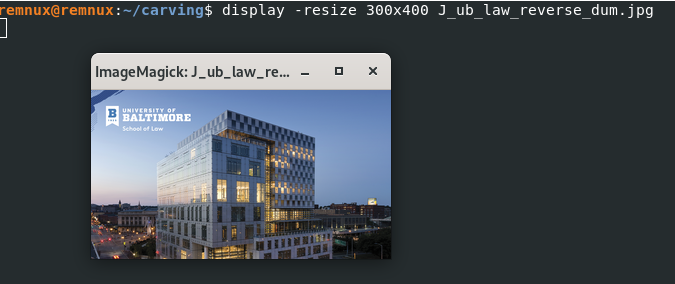 remnux@remnux:~/carving$ display -resize 300x400 J_ub_law_reverse_dum.jpg
ImageMagick: J_ub_law_re...
UNIVERSITY OF
BALTIMORE
School of Law